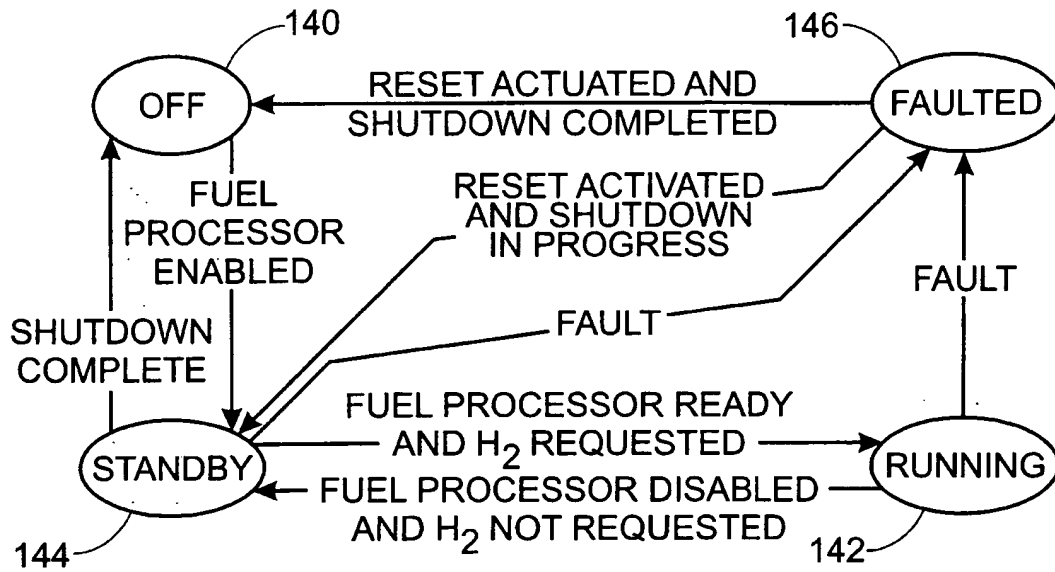 140
146
OFF
RESET ACTUATED AND
SHUTDOWN COMPLETED
FAULTED
FUEL
PROCESSOR
ENABLED
RESET ACTIVATED
AND SHUTDOWN
IN PROGRESS
SHUTDOWN
COMPLETE
FAULT
FAULT
FUEL PROCESSOR READY
AND H2 REQUESTED
STANDBY
RUNNING
FUEL PROCESSOR DISABLED
AND H2 NOT REQUESTED
144
142